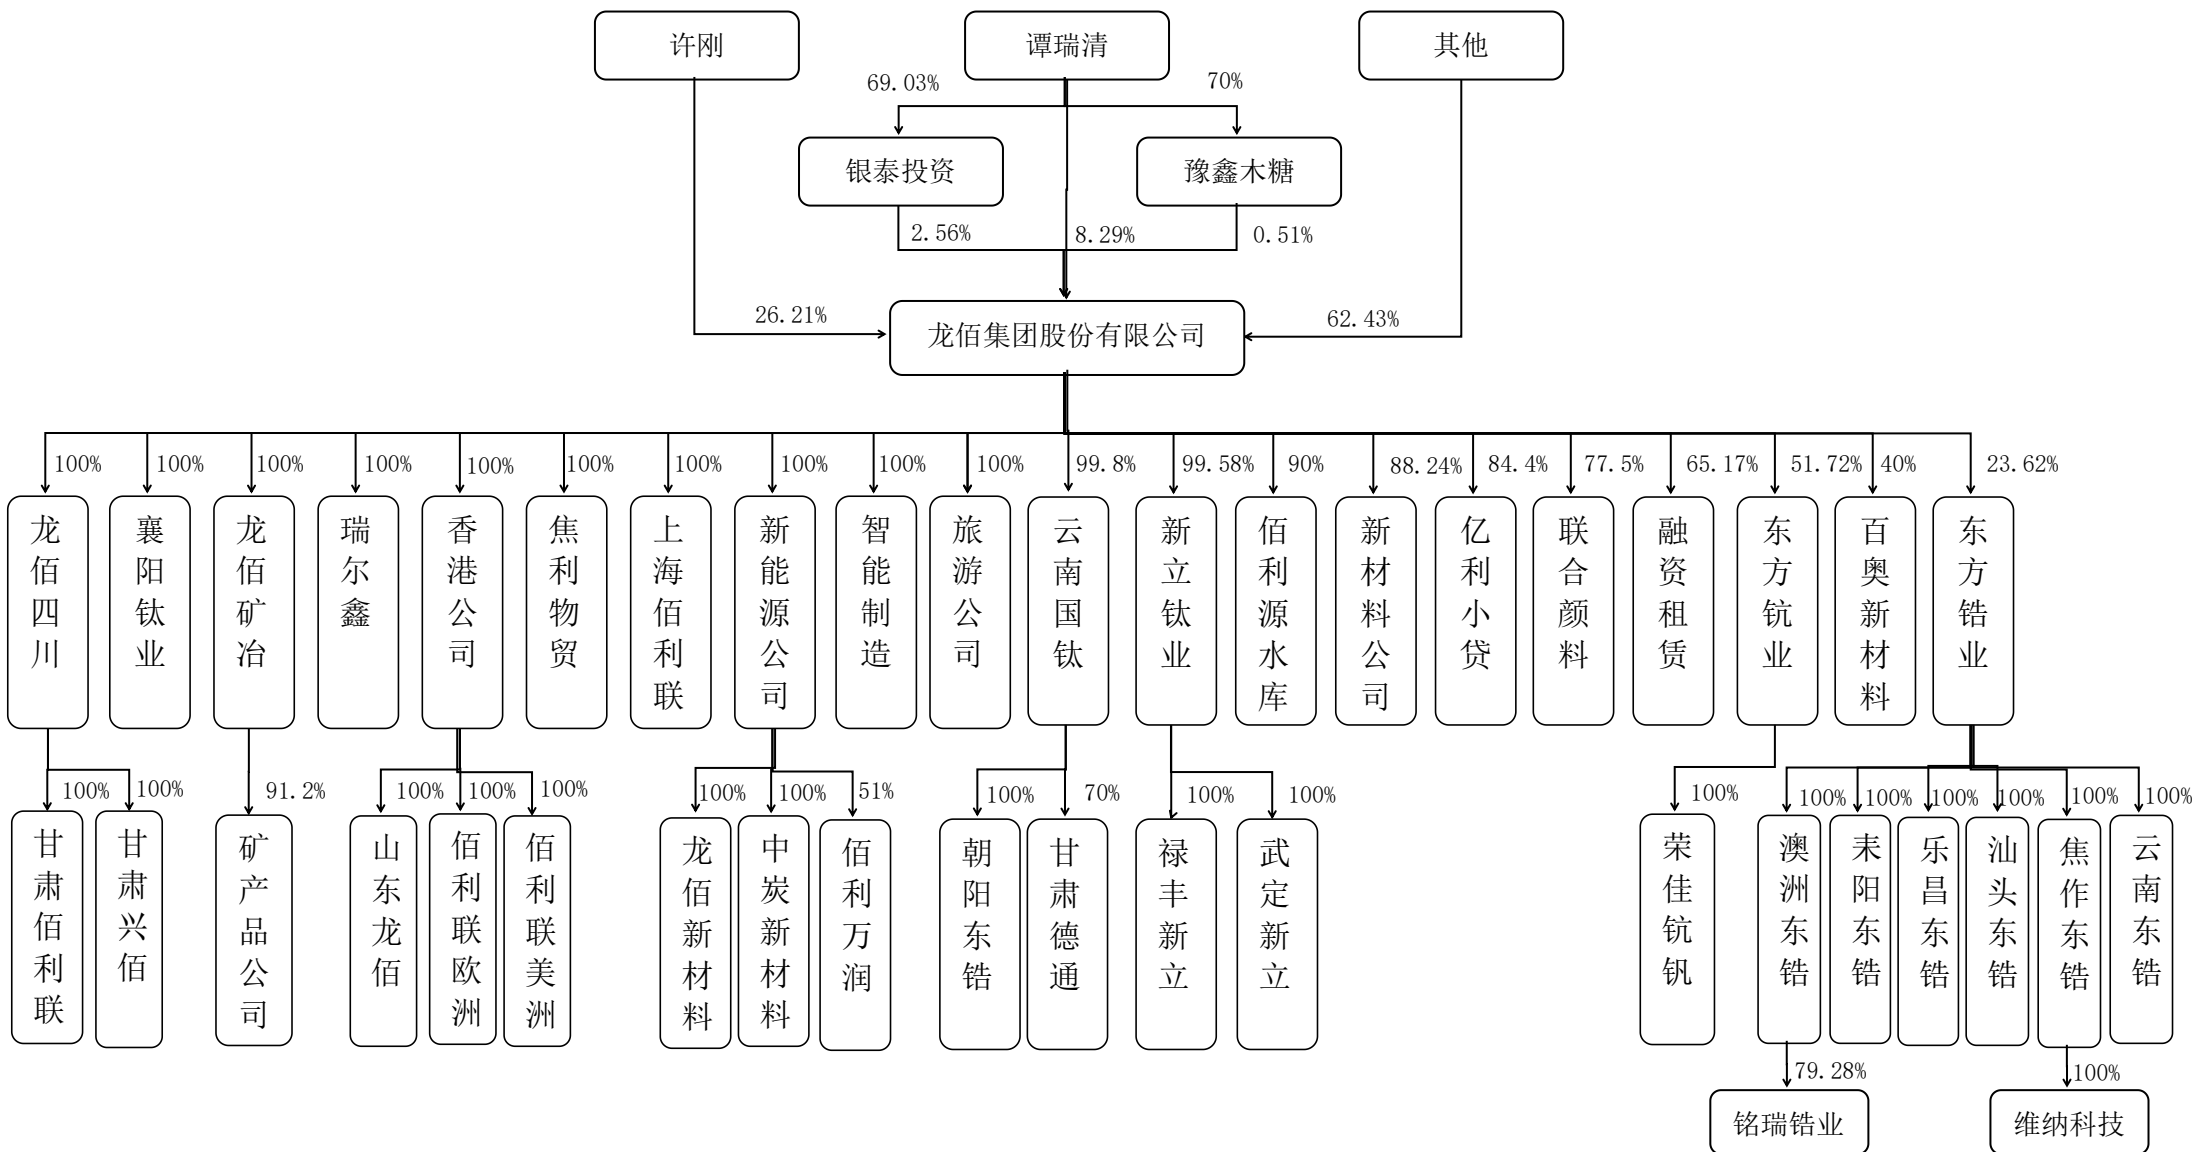 许刚
谭瑞清
其他
69.03%
70%
银泰投资
豫鑫木糖
2.56%
8.29%
0.51%
26.21%
龙佰集团股份有限公司
62.43%
100%
100%
100%
100%
100%
100%
100%
100%
100%
100%
99.8%
99.58%
90%
88.24%
84.4%
77.5%
65.17%
51.72%
40%
23.62%
龙佰四川
襄阳钛业
龙佰矿冶
瑞尔鑫
香港公司
焦利物贸
上海佰利联
新能源公司
智能制造
旅游公司
云南国钛
新立钛业
佰利源水库
新材料公司
亿利小贷
联合颜料
融资租赁
东方钪业
百奥新材料
东方锆业
100%
100%
91.2%
100%
100%
100%
100%
100%
51%
100%
70%
100%
100%
100%
100%
100%
100%
100%
100%
100%
甘肃佰利联
甘肃兴佰
矿产品公司
山东龙佰
佰利联欧洲
佰利联美洲
龙佰新材料
中炭新材料
佰利万润
朝阳东锆
甘肃德通
禄丰新立
武定新立
荣佳钪钒
澳洲东锆
耒阳东锆
乐昌东锆
汕头东锆
焦作东锆
云南东锆
79.28%
100%
铭瑞锆业
维纳科技